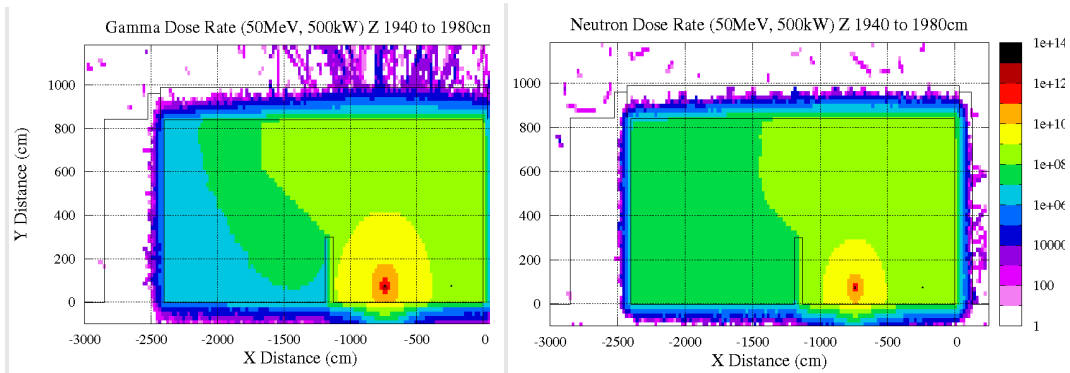 Gamma Dose Rate (50MeV, 500kW) Z 1940 to 1980cm
Y Distance (cm)
1000
800
600
400
200
0
-3000 -2500 -2000 -1500 -1000 -500 0
X Distance (cm)
Neutron Dose Rate (50MeV, 500kW) Z 1940 to 1980cm
1000
800
600
400
200
0
-3000 -2500 -2000 -1500 -1000 -500 0
X Distance (cm)
1e+14
1e+12
1e+10
1e+08
1e+06
10000
100
10
1